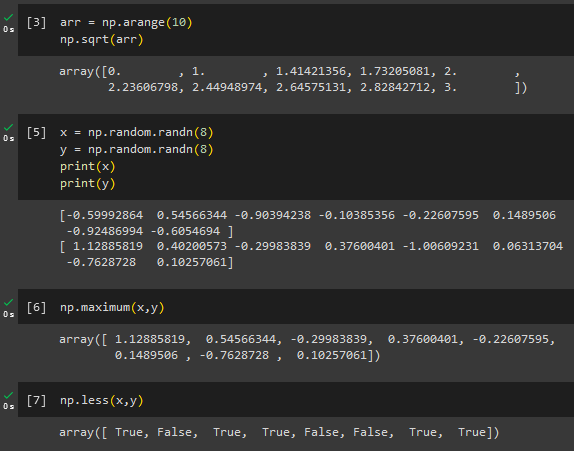 [3] arr = np.arange(10)
0s np.sqrt(arr)
array([0.        , 1.        , 1.41421356, 1.73205081, 2.        ,
       2.23606798, 2.44948974, 2.64575131, 2.82842712, 3.        ])
[5] x = np.random.randn(8)
0s y = np.random.randn(8)
print(x)
print(y)
[-0.59992864  0.54566344 -0.90394238 -0.10385356 -0.22607595  0.1489506
 -0.92486994 -0.6054694 ]
[ 1.12885819  0.40200573 -0.29983839  0.37600401 -1.00609231  0.06313704
 -0.7628728   0.10257061]
[6] np.maximum(x,y)
0s
array([ 1.12885819,  0.54566344, -0.29983839,  0.37600401, -0.22607595,
        0.1489506 , -0.7628728 ,  0.10257061])
[7] np.less(x,y)
0s
array([ True, False,  True,  True, False, False,  True,  True])